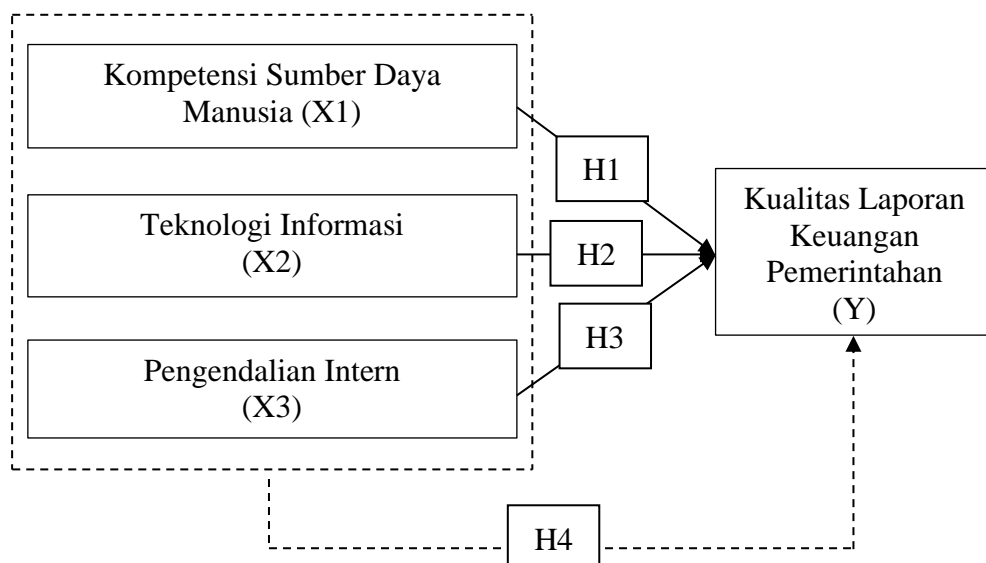 Kompetensi Sumber Daya
Manusia (X1)
H1
Teknologi Informasi
(X2)
H2
Kualitas Laporan
Keuangan
Pemerintahan
(Y)
H3
Pengendalian Intern
(X3)
H4